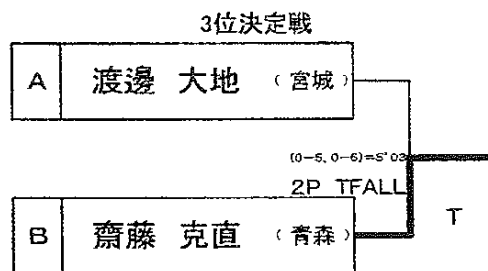 3位決定戦
A 渡邊 大地 (宮城)
(0-5, 0-6)=5'03
2P TFALL
T
B 齋藤 克直 (青森)